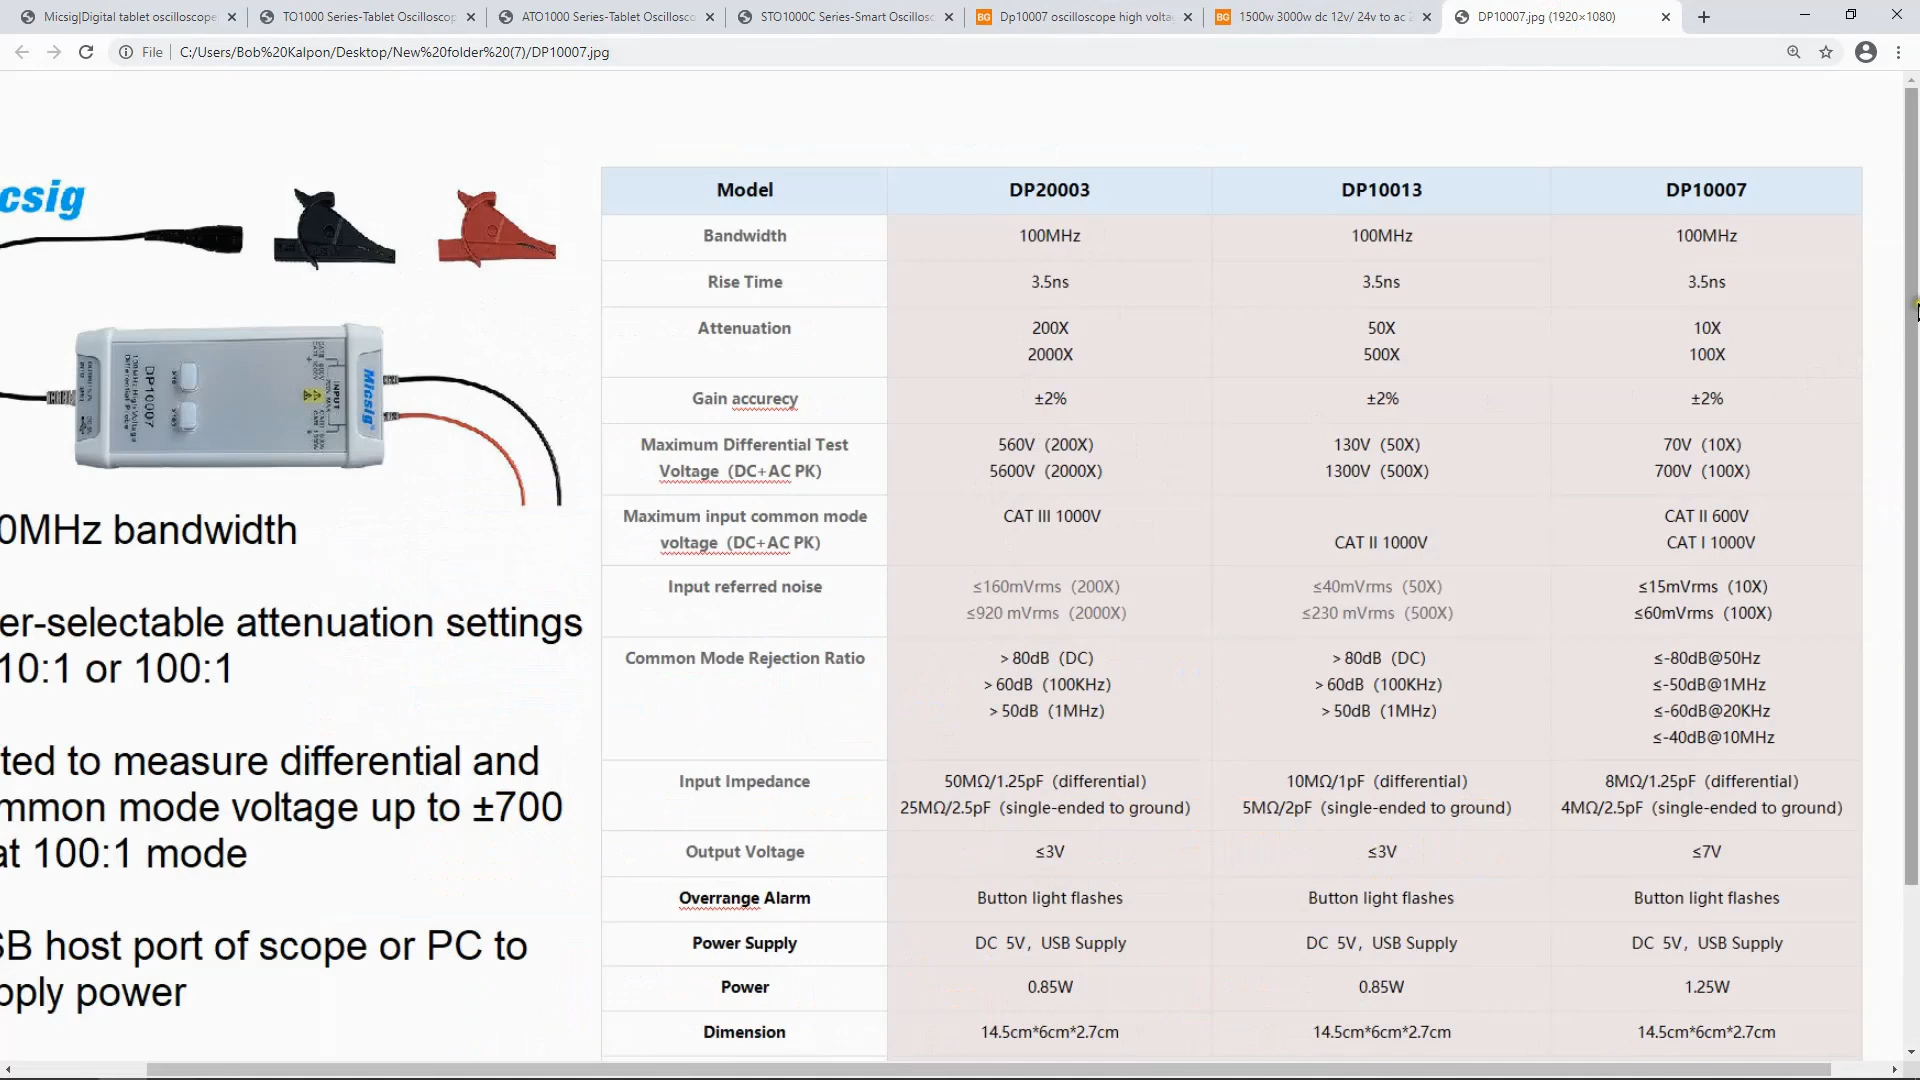 Micsig|Digital tablet oscilloscope
TO1000 Series-Tablet Oscilloscop
ATO1000 Series-Tablet Oscillosco
STO1000C Series-Smart Oscillosc
BG Dp10007 oscilloscope high voltag
BG 1500w 3000w dc 12v/ 24v to ac 2
DP10007.jpg (1920×1080)
File C:/Users/Bob%20Kalpon/Desktop/New%20folder%20(7)/DP10007.jpg
csig
DP10007
Micsig
0MHz bandwidth
er-selectable attenuation settings
10:1 or 100:1
ted to measure differential and
mmon mode voltage up to ±700
at 100:1 mode
SB host port of scope or PC to
pply power
Model DP20003 DP10013 DP10007
Bandwidth 100MHz 100MHz 100MHz
Rise Time 3.5ns 3.5ns 3.5ns
Attenuation 200X 50X 10X
2000X 500X 100X
Gain accurecy ±2% ±2% ±2%
Maximum Differential Test 560V (200X) 130V (50X) 70V (10X)
Voltage (DC+AC PK) 5600V (2000X) 1300V (500X) 700V (100X)
Maximum input common mode CAT III 1000V CAT II 600V
voltage (DC+AC PK) CAT II 1000V CAT I 1000V
Input referred noise ≤160mVrms (200X) ≤40mVrms (50X) ≤15mVrms (10X)
≤920 mVrms (2000X) ≤230 mVrms (500X) ≤60mVrms (100X)
Common Mode Rejection Ratio >80dB (DC) >80dB (DC) ≤-80dB@50Hz
>60dB (100KHz) >60dB (100KHz) ≤-50dB@1MHz
>50dB (1MHz) >50dB (1MHz) ≤-60dB@20KHz
≤-40dB@10MHz
Input Impedance 50MΩ/1.25pF (differential) 10MΩ/1pF (differential) 8MΩ/1.25pF (differential)
25MΩ/2.5pF (single-ended to ground) 5MΩ/2pF (single-ended to ground) 4MΩ/2.5pF (single-ended to ground)
Output Voltage ≤3V ≤3V ≤7V
Overrange Alarm Button light flashes Button light flashes Button light flashes
Power Supply DC 5V, USB Supply DC 5V, USB Supply DC 5V, USB Supply
Power 0.85W 0.85W 1.25W
Dimension 14.5cm*6cm*2.7cm 14.5cm*6cm*2.7cm 14.5cm*6cm*2.7cm